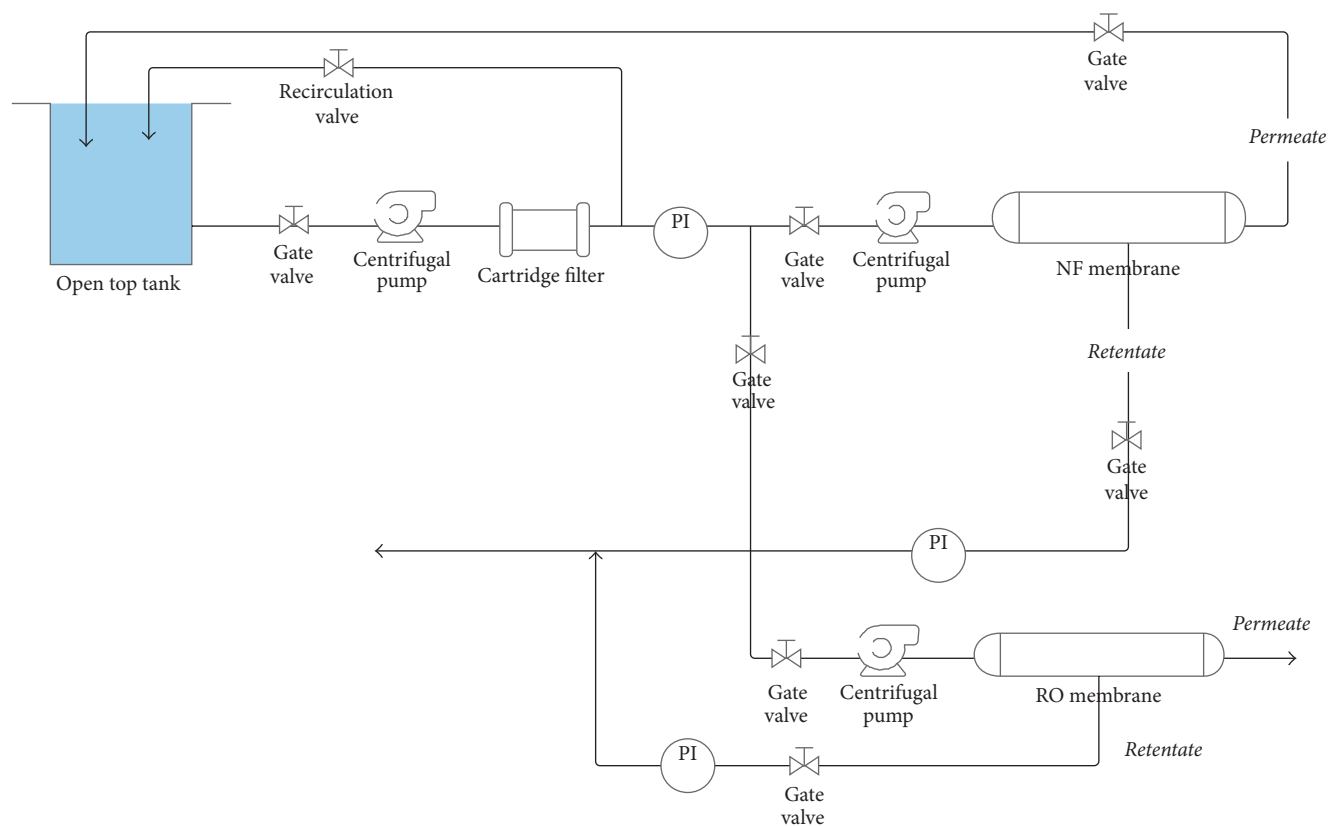 Gate
valve
Recirculation
valve
Permeate
PI
Gate
valve
Centrifugal
pump
Cartridge filter
Gate
valve
Centrifugal
pump
NF membrane
Open top tank
Retentate
Gate
valve
Gate
valve
PI
Permeate
Gate
valve
Centrifugal
pump
RO membrane
PI
Retentate
Gate
valve